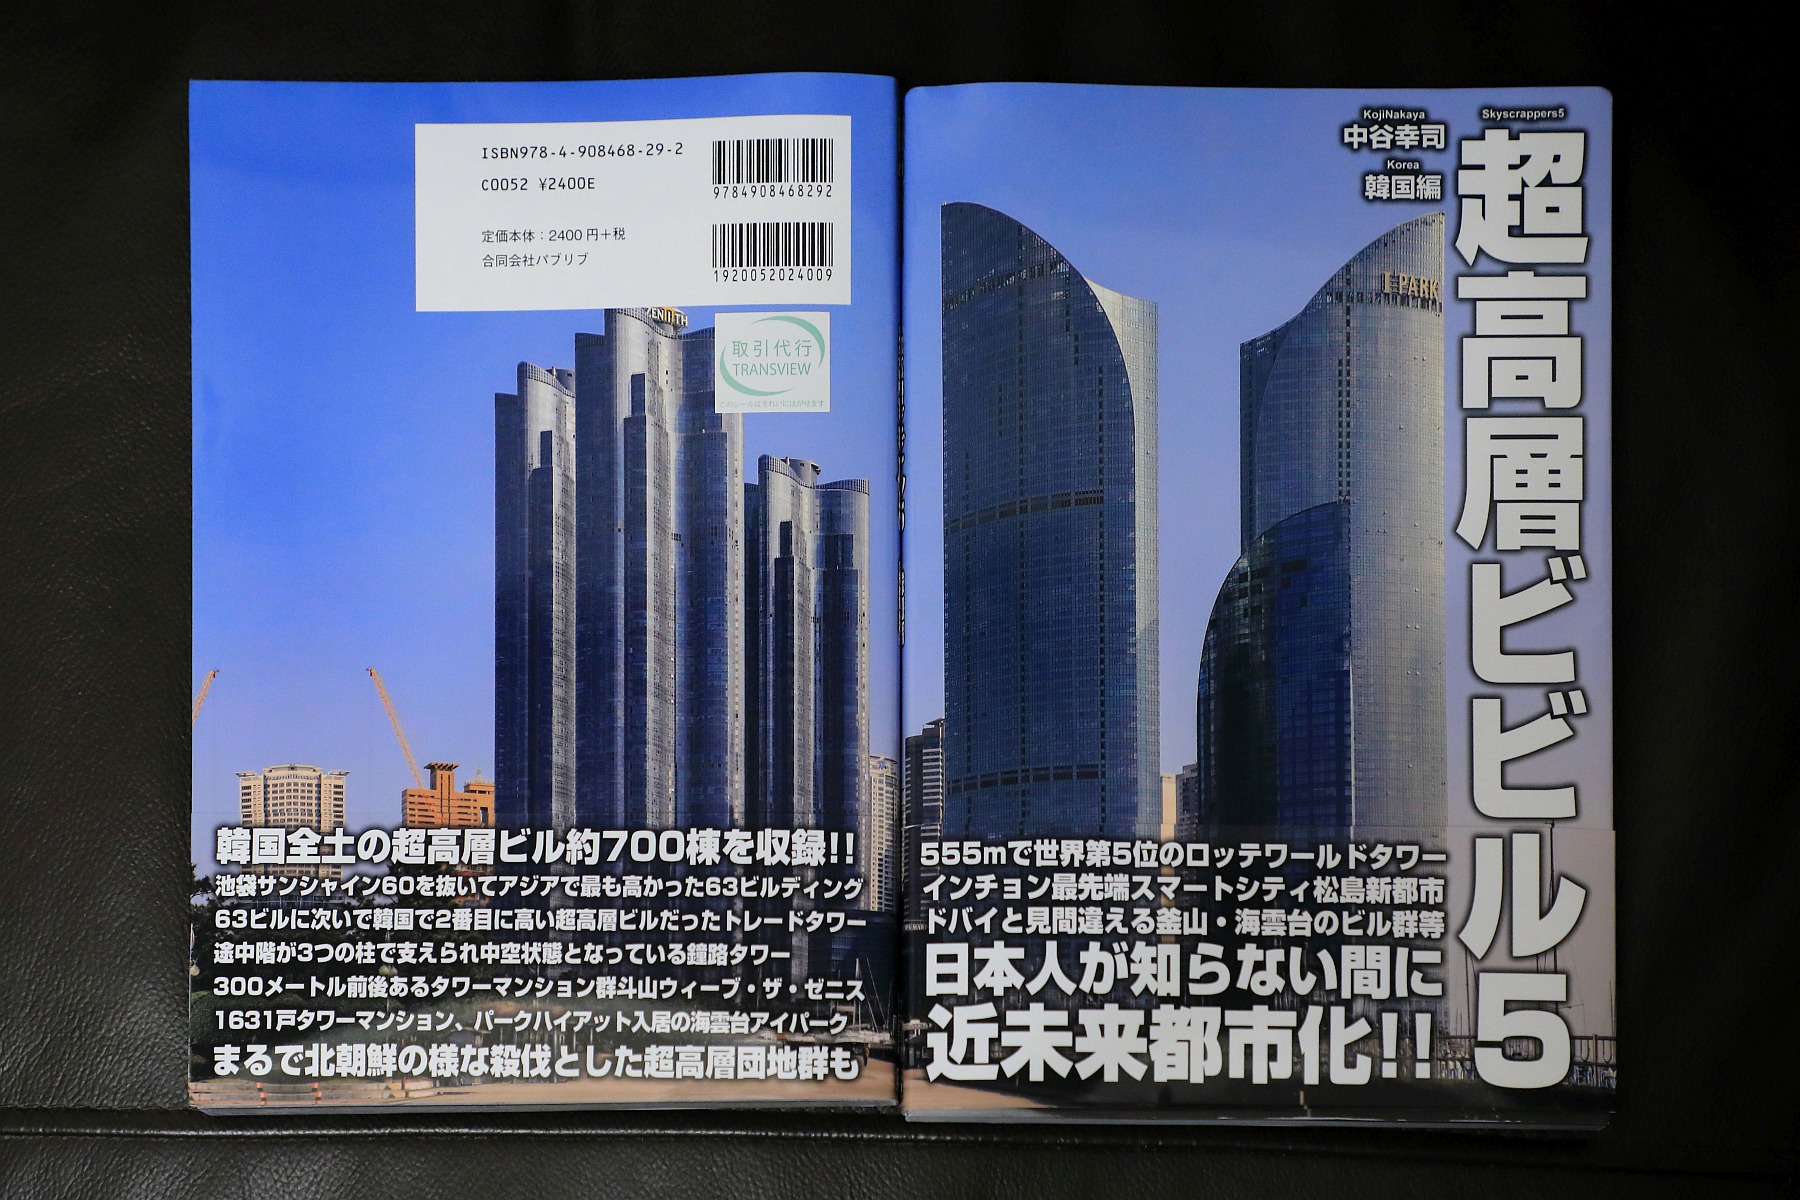 ISBN978-4-908468-29-2
C0052 ¥2400E
定価本体：2400円＋税
合同会社パブリブ
9784908468292
1920052024009
取引代行
TRANSVIEW
このシールはきれいにはがせます
ZENITH
韓国全土の超高層ビル約700棟を収録!!
池袋サンシャイン60を抜いてアジアで最も高かった63ビルディング
63ビルに次いで韓国で2番目に高い超高層ビルだったトレードタワー
途中階が3つの柱で支えられ中空状態となっている鐘路タワー
300メートル前後あるタワーマンション群斗山ウィーブ・ザ・ゼニス
1631戸タワーマンション、パークハイアット入居の海雲台アイパーク
まるで北朝鮮の様な殺伐とした超高層団地群も
Skyscrappers5
超高層ビビル5
KojiNakaya
中谷幸司
Korea
韓国編
I PARK
555mで世界第5位のロッテワールドタワー
インチョン最先端スマートシティ松島新都市
ドバイと見間違える釜山・海雲台のビル群等
日本人が知らない間に
近未来都市化!!